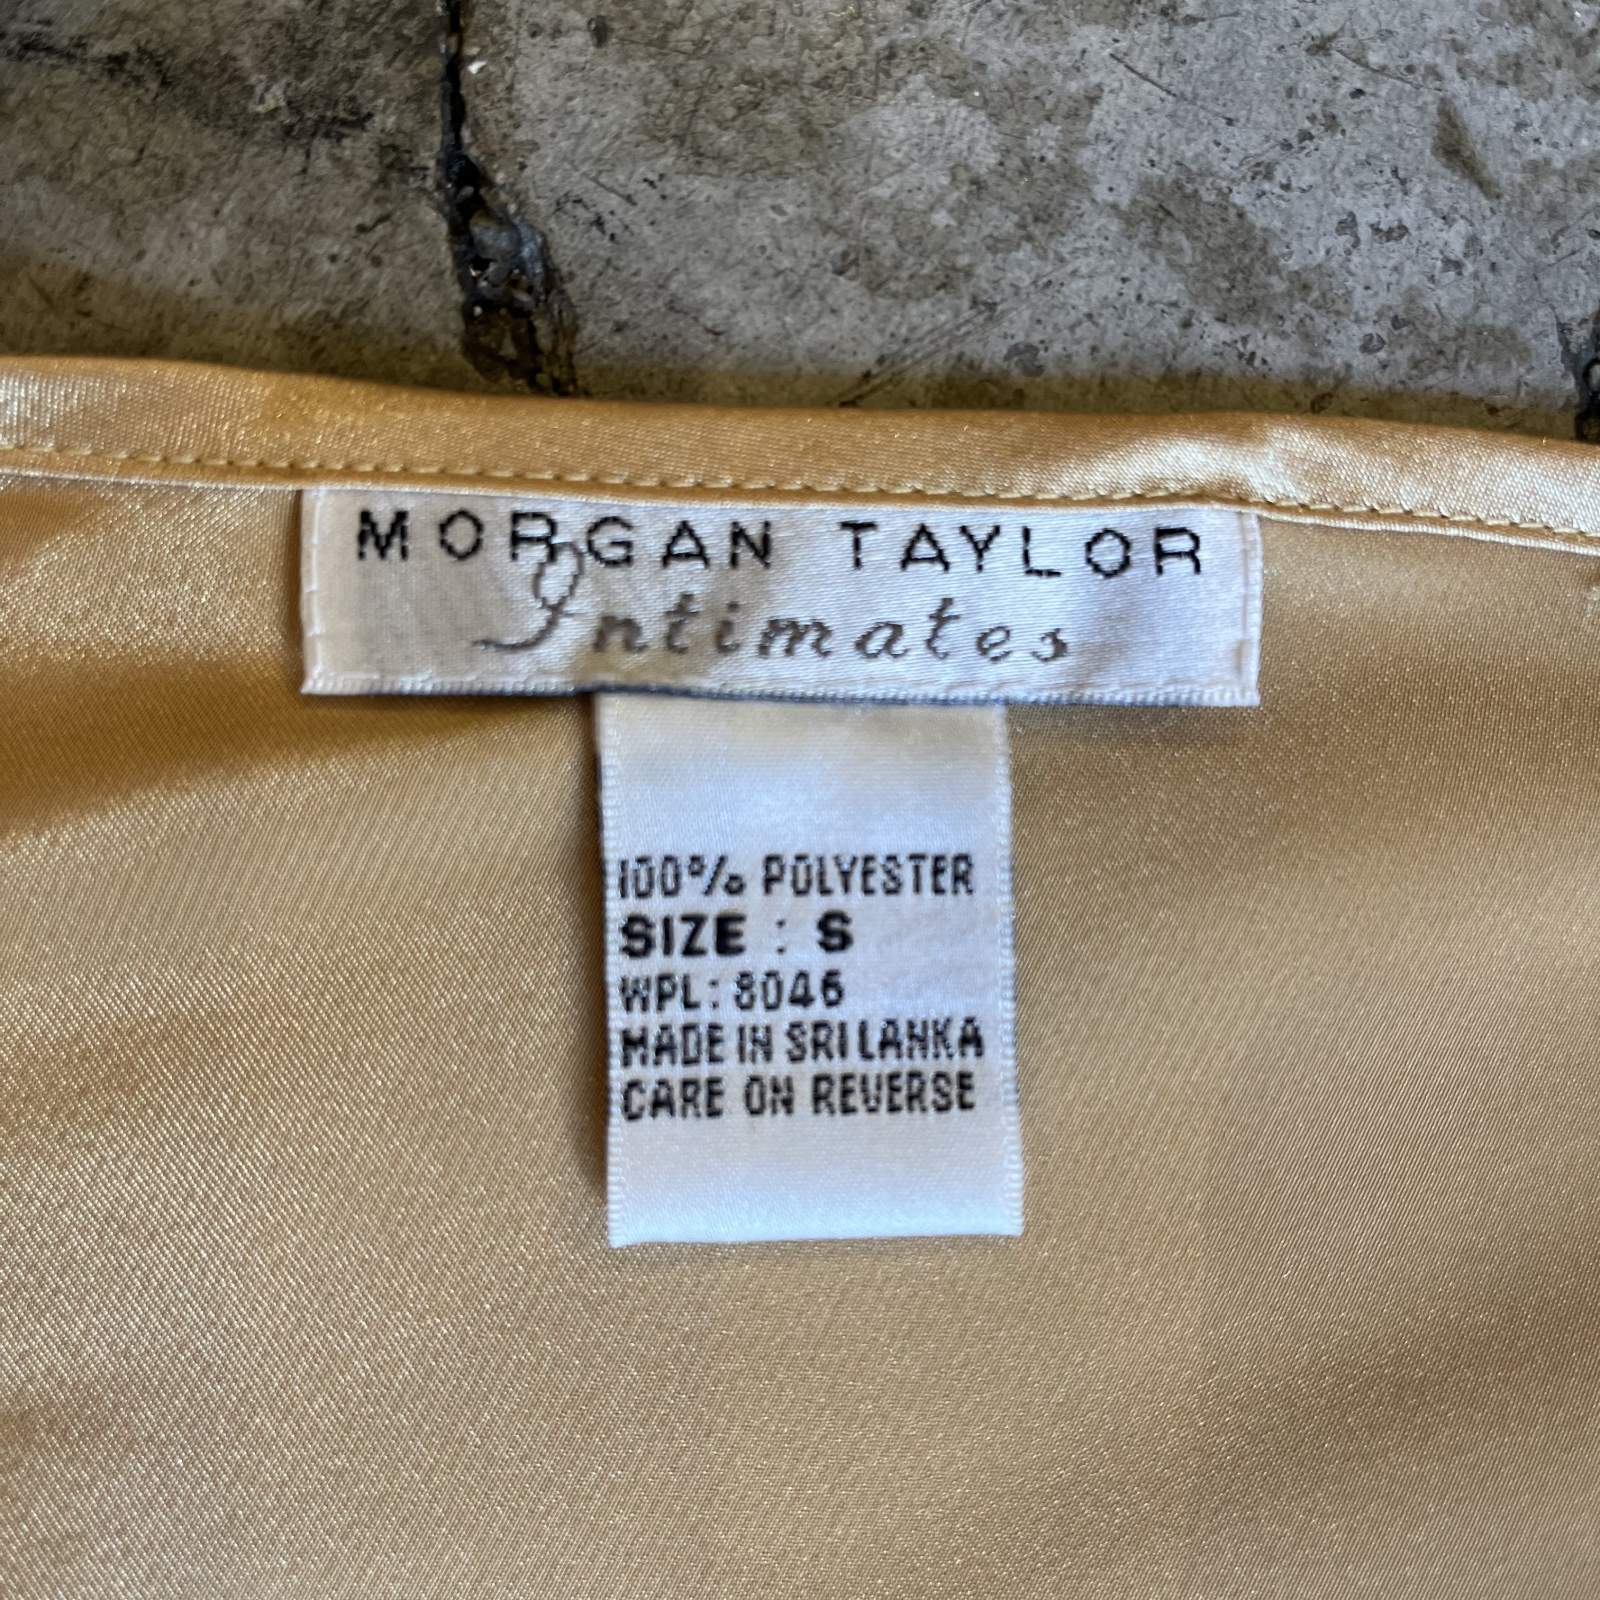 MORGAN TAYLOR
Intimates
100% POLYESTER
SIZE : S
WPL: 8046
MADE IN SRI LANKA
CARE ON REVERSE